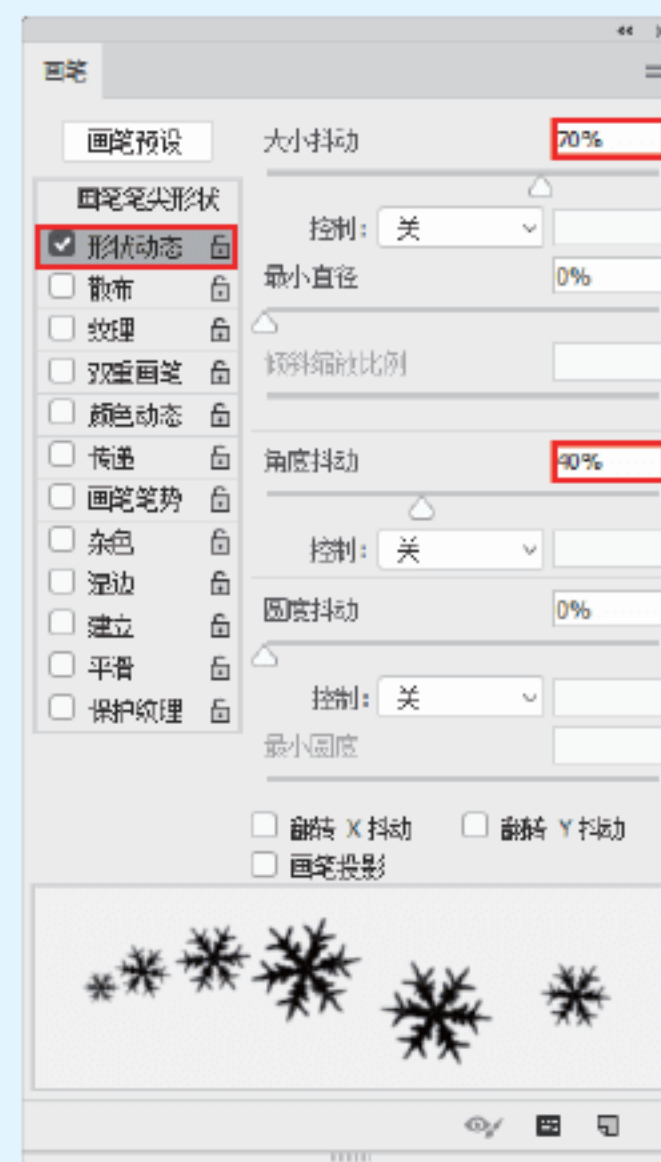 画笔
画笔预设
大小抖动 70%
画笔笔尖形状
控制: 关
形状动态
最小直径 0%
散布
纹理
倾斜缩放比例
双重画笔
颜色动态
传递
角度抖动 40%
画笔笔势
杂色
控制: 关
湿边
圆度抖动 0%
建立
平滑
控制: 关
保护纹理
最小圆度
翻转 X 抖动 翻转 Y 抖动
画笔投影